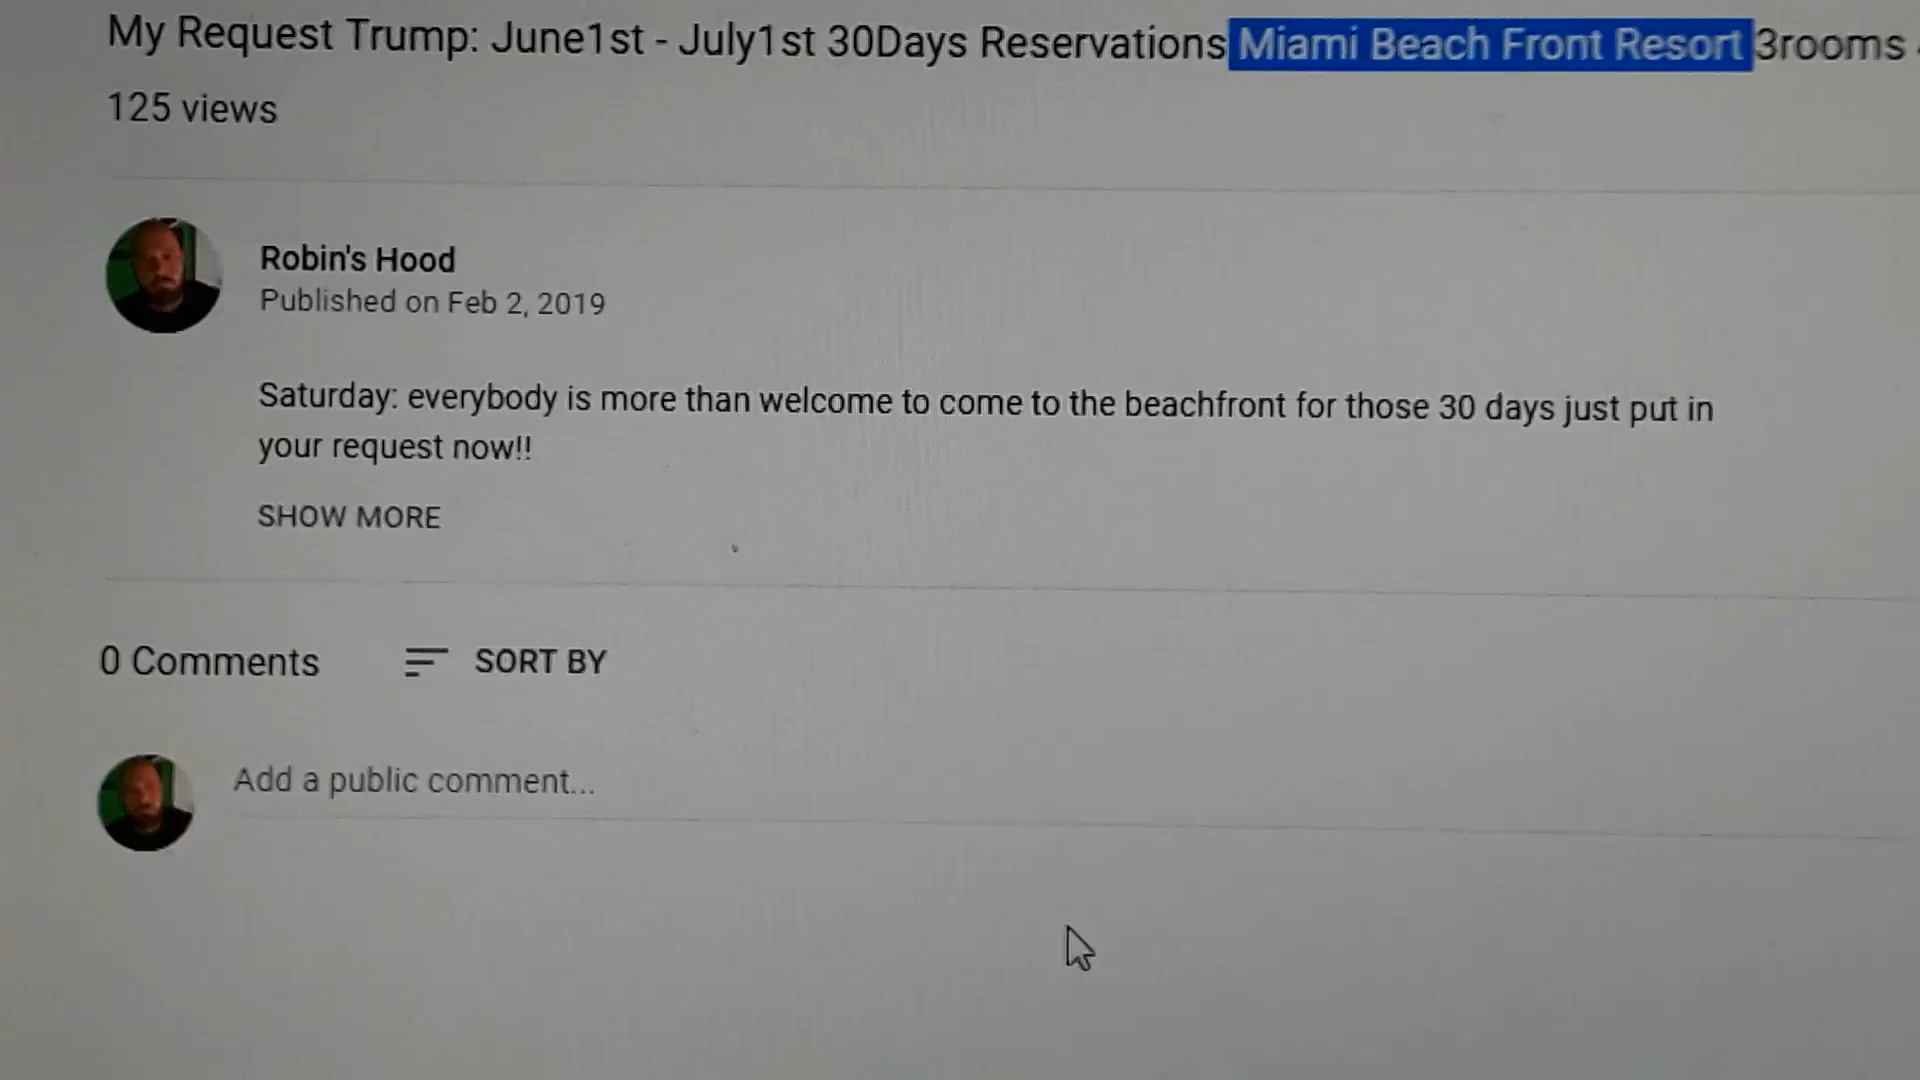 My Request Trump: June1st - July1st 30Days Reservations Miami Beach Front Resort 3rooms
125 views
Robin's Hood
Published on Feb 2, 2019
Saturday: everybody is more than welcome to come to the beachfront for those 30 days just put in
your request now!!
SHOW MORE
0 Comments SORT BY
Add a public comment...